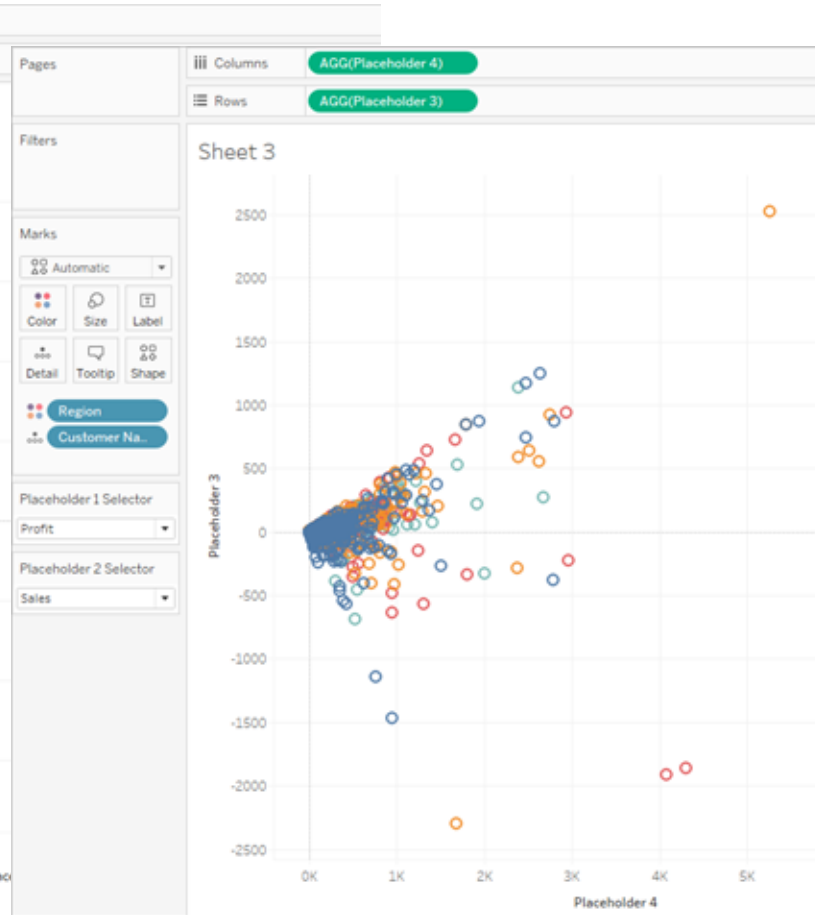 Pages
Columns
AGG(Placeholder 4)
Rows
AGG(Placeholder 3)
Filters
Sheet 3
Marks
Automatic
Color
Size
Label
Detail
Tooltip
Shape
Region
Customer Na..
Placeholder 1 Selector
Profit
Placeholder 2 Selector
Sales
Placeholder 3
2500
2000
1500
1000
500
0
-500
-1000
-1500
-2000
-2500
0K 1K 2K 3K 4K 5K
Placeholder 4